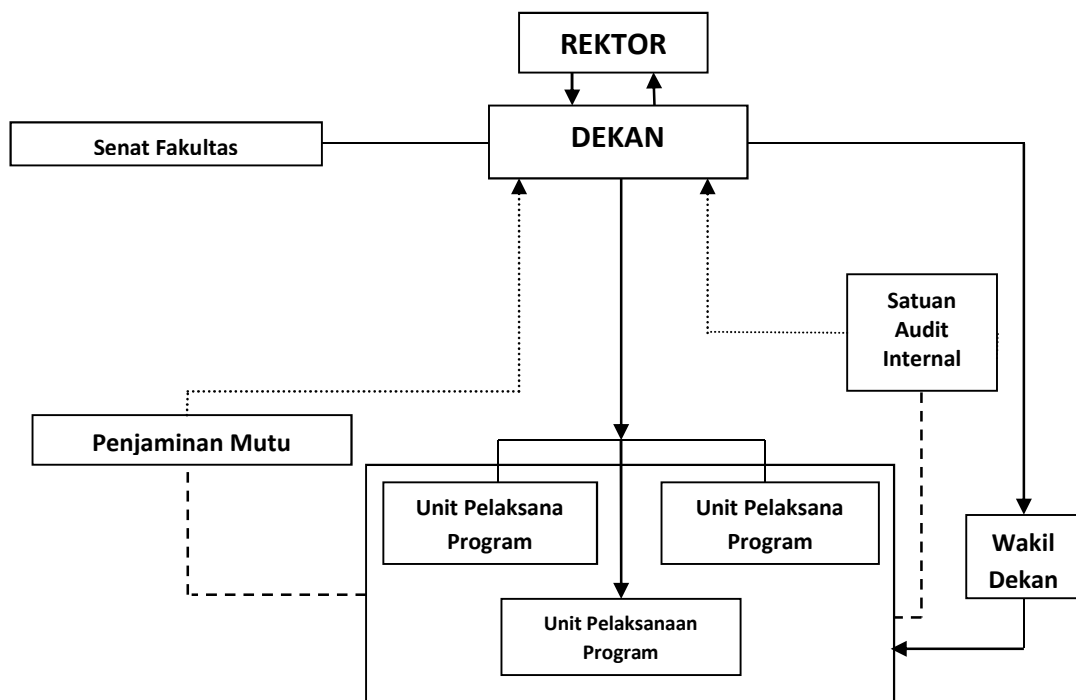 REKTOR
DEKAN
Senat Fakultas
Satuan
Audit
Internal
Penjaminan Mutu
Unit Pelaksana
Program
Unit Pelaksana
Program
Wakil
Dekan
Unit Pelaksanaan
Program